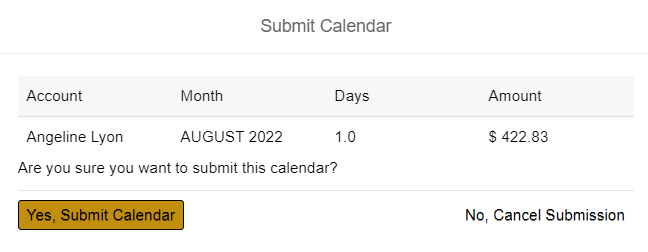 Submit Calendar
Account Month Days Amount
Angeline Lyon AUGUST 2022 1.0 $ 422.83
Are you sure you want to submit this calendar?
Yes, Submit Calendar No, Cancel Submission